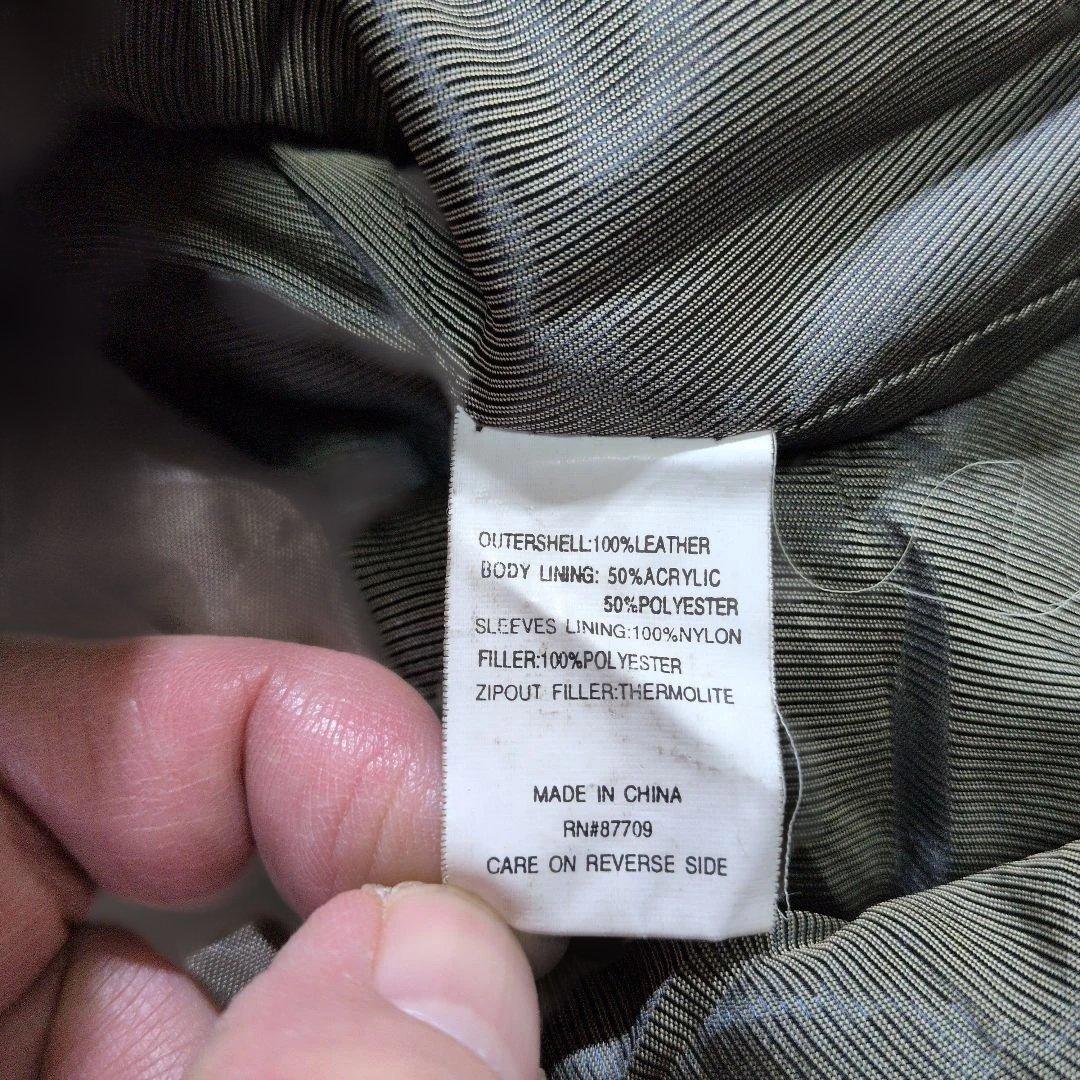 OUTERSHELL:100%LEATHER
BODY LINING: 50%ACRYLIC
50%POLYESTER
SLEEVES LINING:100%NYLON
FILLER:100%POLYESTER
ZIPOUT FILLER:THERMOLITE
MADE IN CHINA
RN#87709
CARE ON REVERSE SIDE